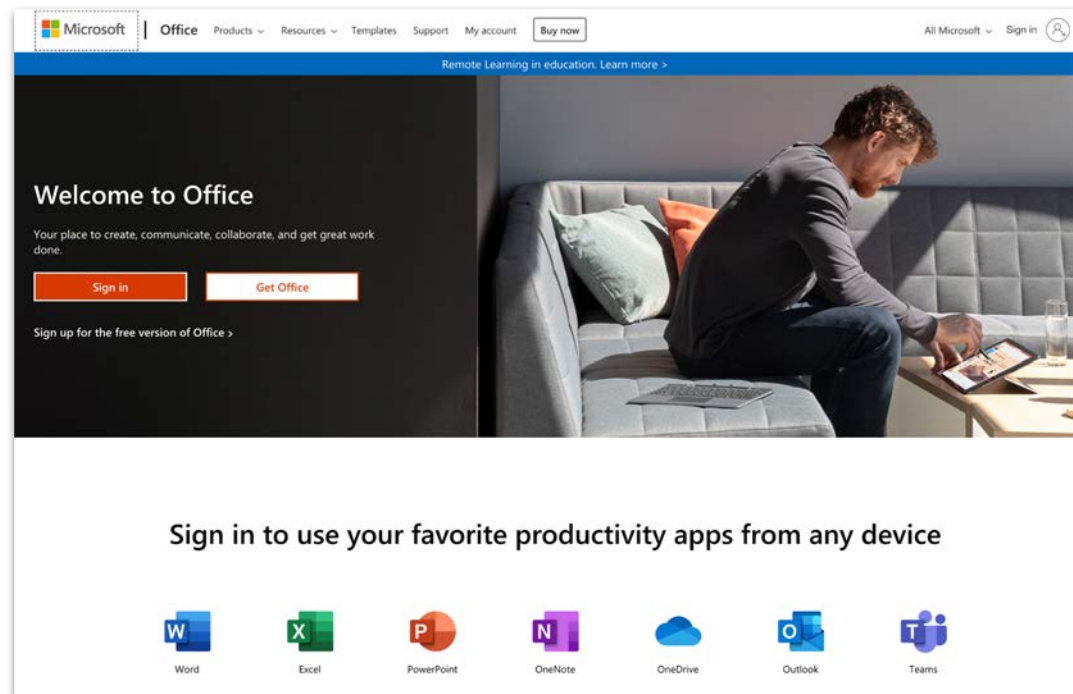 Microsoft Office Products Resources Templates Support My account Buy now All Microsoft Sign in
Remote Learning in education. Learn more >
Welcome to Office
Your place to create, communicate, collaborate, and get great work
done.
Sign in Get Office
Sign up for the free version of Office >
Sign in to use your favorite productivity apps from any device
W X P N O T
Word Excel PowerPoint OneNote OneDrive Outlook Teams